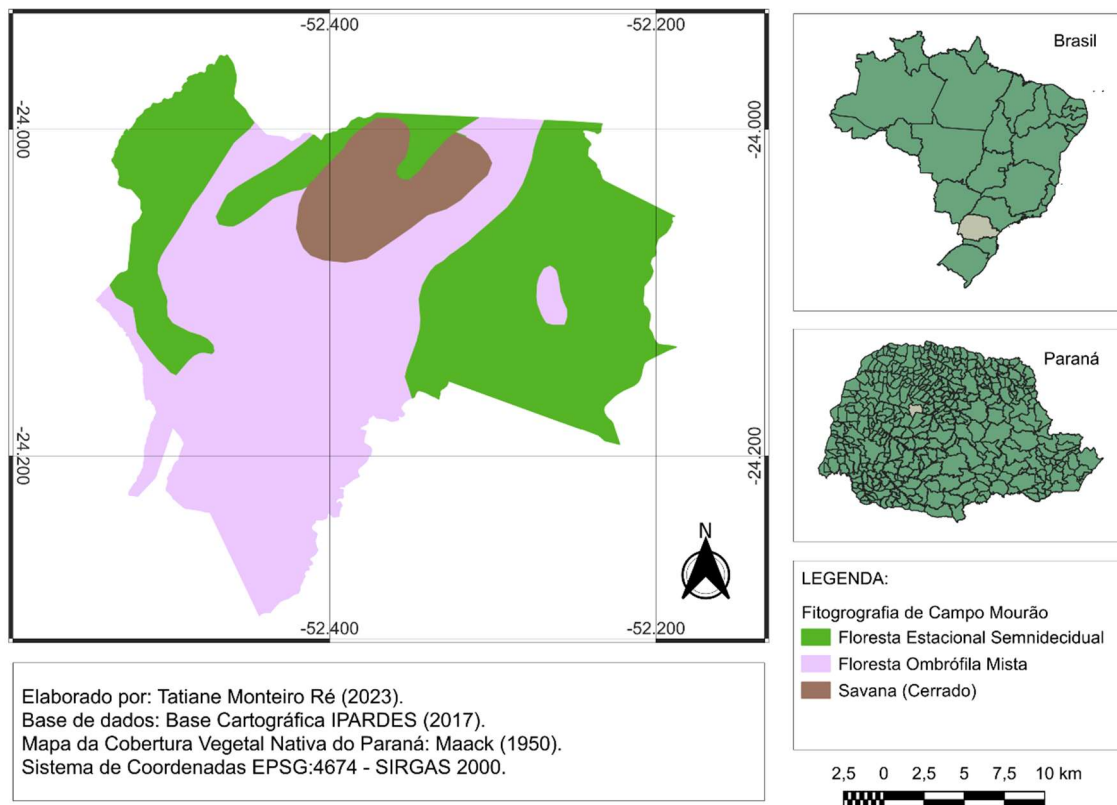 -52.400
-52.200
-24.000
-24.000
-24.200
-24.200
N
-52.400
-52.200
Brasil
Paraná
LEGENDA:
Fitogrografia de Campo Mourão
Floresta Estacional Semnidecidual
Floresta Ombrófila Mista
Savana (Cerrado)
Elaborado por: Tatiane Monteiro Ré (2023).
Base de dados: Base Cartográfica IPARDES (2017).
Mapa da Cobertura Vegetal Nativa do Paraná: Maack (1950).
Sistema de Coordenadas EPSG:4674 - SIRGAS 2000.
2,5 0 2,5 5 7,5 10 km